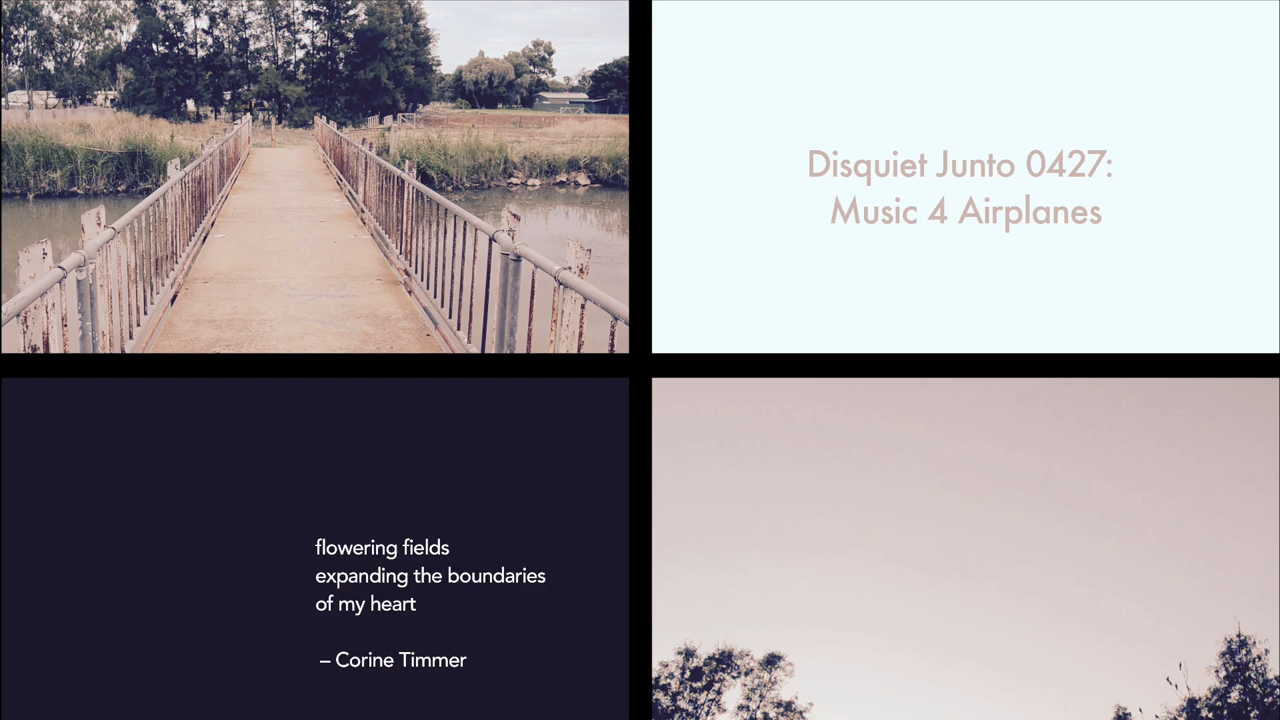 Disquiet Junto 0427:
Music 4 Airplanes
flowering fields
expanding the boundaries
of my heart
– Corine Timmer